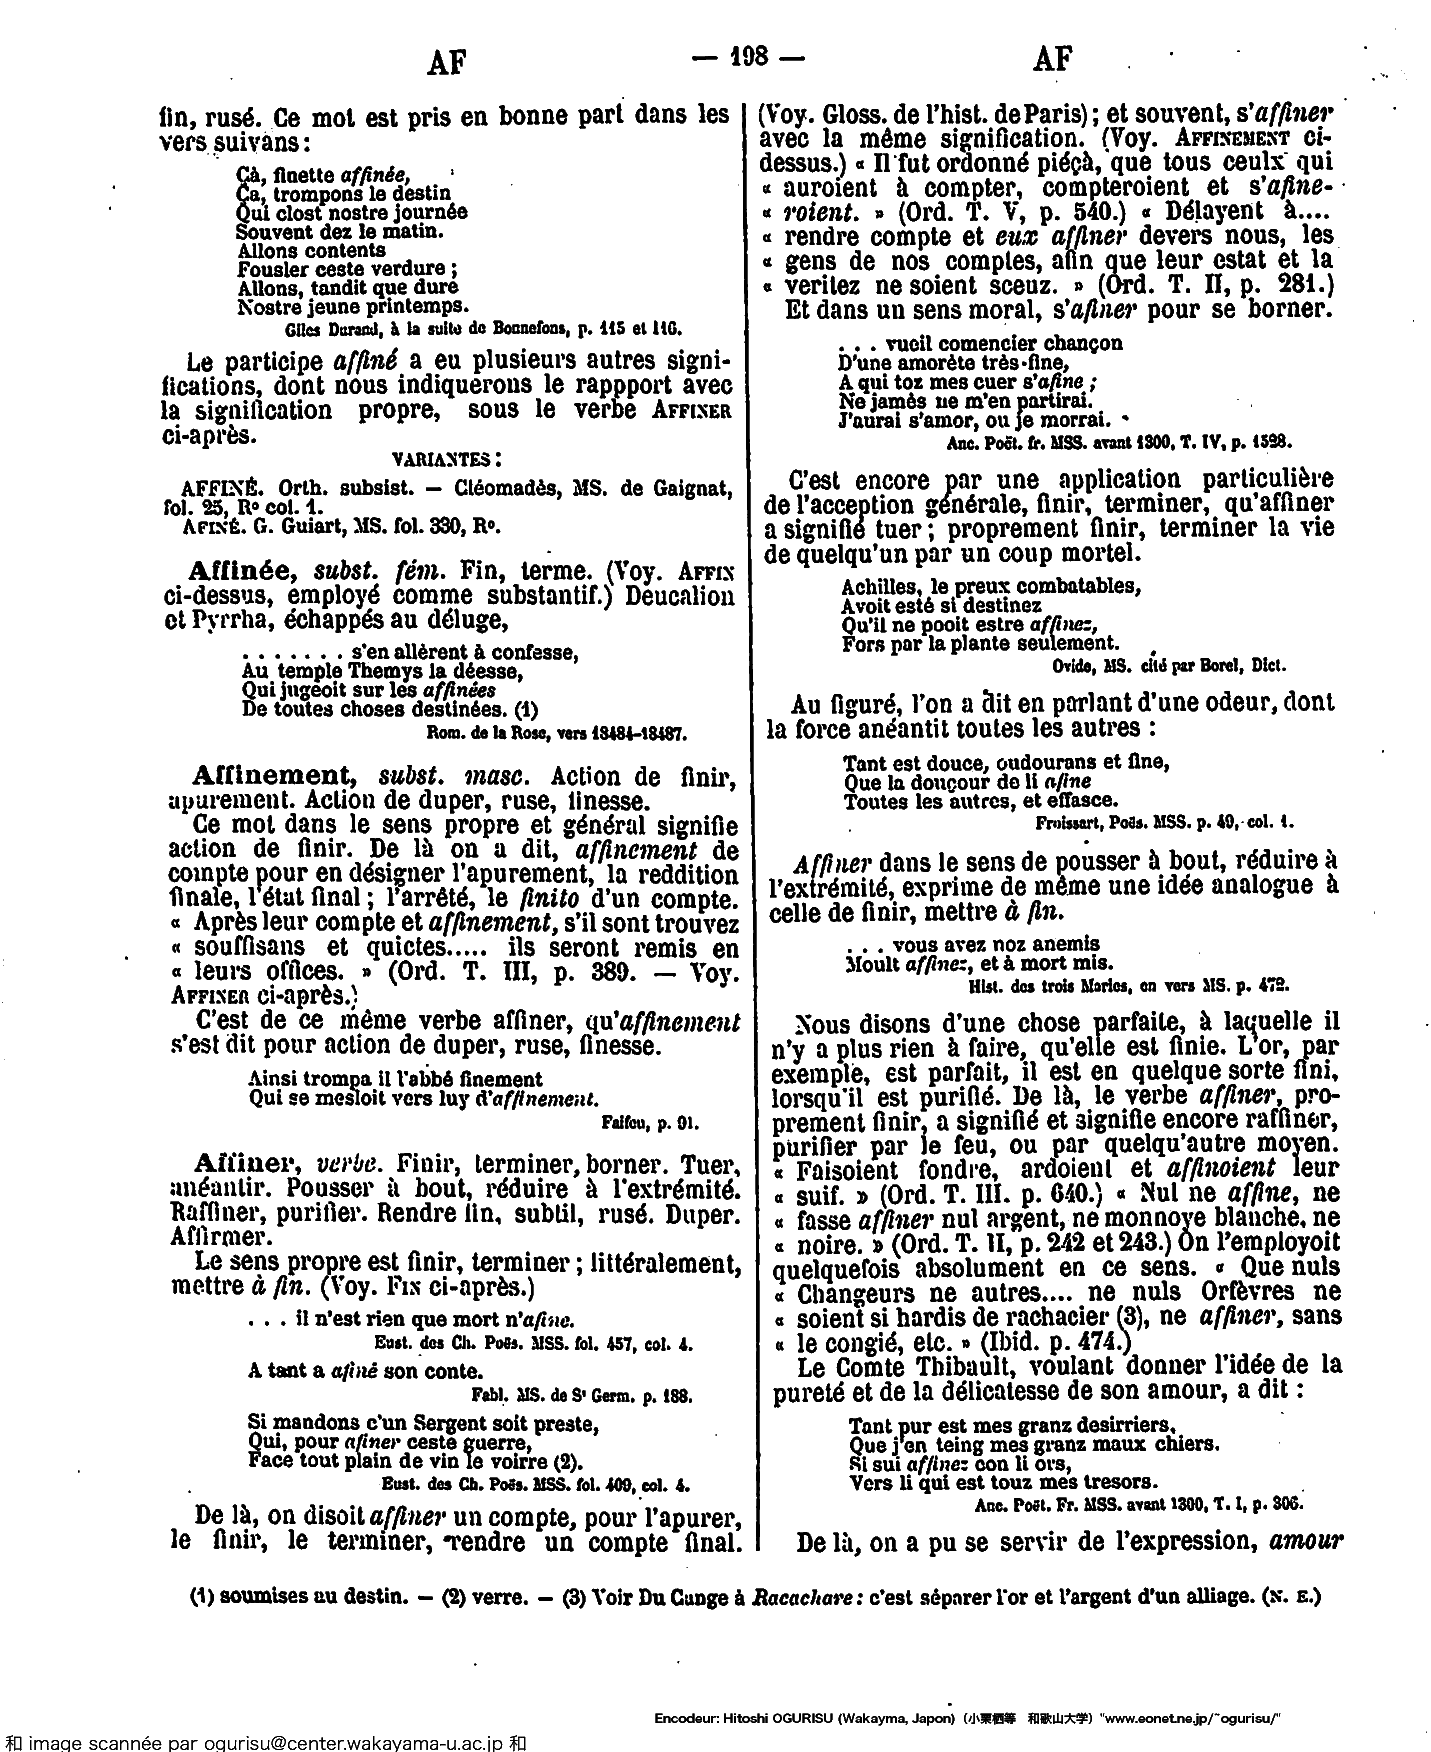 AF
— 198 —
AF
fin, rusé. Ce mot est pris en bonne part dans les
vers suivans :
Çà, finette affinée,
Ça, trompons le destin
Qui clost nostre journée
Souvent dez le matin.
Allons contents
Fousler ceste verdure ;
Allons, tandit que dure
Nostre jeune printemps.
Giles Durand, à la suite de Bonnefons, p. 115 et 116.
Le participe affiné a eu plusieurs autres signi-
fications, dont nous indiquerons le rappport avec
la signification propre, sous le verbe AFFINER
ci-après.
VARIANTES :
AFFINÉ. Orth. subsist. — Cléomadès, MS. de Gaignat,
fol. 25, Rº col. 1.
AFINÉ. G. Guiart, MS. fol. 330, Rº.
Affinée, subst. fém. Fin, terme. (Voy. AFFIN
ci-dessus, employé comme substantif.) Deucalion
et Pyrrha, échappés au déluge,
. . . . . . . s'en allèrent à confesse,
Au temple Themys la déesse,
Qui jugeoit sur les affinées
De toutes choses destinées. (1)
Rom. de la Rose, vers 18484-18487.
Affinement, subst. masc. Action de finir,
apurement. Action de duper, ruse, finesse.
Ce mot dans le sens propre et général signifie
action de finir. De là on a dit, affinement de
compte pour en désigner l'apurement, la reddition
finale, l'état final ; l'arrêté, le finito d'un compte.
« Après leur compte et affinement, s'il sont trouvez
« souffisans et quictes..... ils seront remis en
« leurs offices. » (Ord. T. III, p. 389. — Voy.
AFFINER ci-après.)
C'est de ce même verbe affiner, qu'affinement
s'est dit pour action de duper, ruse, finesse.
Ainsi trompa il l'abbé finement
Qui se mesloit vers luy d'affinement.
Faifeu, p. 91.
Affiner, verbe. Finir, terminer, borner. Tuer,
anéantir. Pousser à bout, réduire à l'extrémité.
Raffiner, purifier. Rendre fin, subtil, rusé. Duper.
Affirmer.
Le sens propre est finir, terminer ; littéralement,
mettre à fin. (Voy. FIN ci-après.)
. . . il n'est rien que mort n'afine.
Eust. des Ch. Poës. MSS. fol. 457, col. 4.
A tant a afiné son conte.
Fabl. MS. de Sᵗ Germ. p. 188.
Si mandons c'un Sergent soit preste,
Qui, pour afiner ceste guerre,
Face tout plain de vin le voirre (2).
Eust. des Ch. Poës. MSS. fol. 409, col. 4.
De là, on disoit affiner un compte, pour l'apurer,
le finir, le terminer, rendre un compte final.
(Voy. Gloss. de l'hist. de Paris) ; et souvent, s'affiner
avec la même signification. (Voy. AFFINEMENT ci-
dessus.) « Il fut ordonné piéçà, que tous ceulx qui
« auroient à compter, compteroient et s'afine-
« roient. » (Ord. T. V, p. 540.) « Délayent à....
« rendre compte et eux affiner devers nous, les
« gens de nos comptes, afin que leur estat et la
« veritez ne soient sceuz. » (Ord. T. II, p. 281.)
Et dans un sens moral, s'afiner pour se borner.
. . . vueil comencier chançon
D'une amorète très-fine,
A qui toz mes cuer s'afine ;
Ne jamès ne m'en partirai.
J'aurai s'amor, ou je morrai.
Anc. Poët. fr. MSS. avant 1300, T. IV, p. 1528.
C'est encore par une application particulière
de l'acception générale, finir, terminer, qu'affiner
a signifié tuer ; proprement finir, terminer la vie
de quelqu'un par un coup mortel.
Achilles, le preux combatables,
Avoit esté si destinez
Qu'il ne pooit estre affinez,
Fors par la plante seulement.
Ovide, MS. cité par Borel, Dict.
Au figuré, l'on a dit en parlant d'une odeur, dont
la force anéantit toutes les autres :
Tant est douce, oudourans et fine,
Que la douçour de li afine
Toutes les autres, et effasce.
Froissart, Poës. MSS. p. 49, col. 1.
Affiner dans le sens de pousser à bout, réduire à
l'extrémité, exprime de même une idée analogue à
celle de finir, mettre à fin.
. . . vous avez noz anemis
Moult affinez, et à mort mis.
Hist. des trois Maries, en vers MS. p. 472.
Nous disons d'une chose parfaite, à laquelle il
n'y a plus rien à faire, qu'elle est finie. L'or, par
exemple, est parfait, il est en quelque sorte fini,
lorsqu'il est purifié. De là, le verbe affiner, pro-
prement finir, a signifié et signifie encore raffiner,
purifier par le feu, ou par quelqu'autre moyen.
« Faisoient fondre, ardoient et affinoient leur
« suif. » (Ord. T. III. p. 640.) « Nul ne affine, ne
« fasse affiner nul argent, ne monnoye blanche, ne
« noire. » (Ord. T. II, p. 242 et 243.) On l'employoit
quelquefois absolument en ce sens. « Que nuls
« Changeurs ne autres.... ne nuls Orfèvres ne
« soient si hardis de rachacier (3), ne affiner, sans
« le congié, etc. » (Ibid. p. 474.)
Le Comte Thibault, voulant donner l'idée de la
pureté et de la délicatesse de son amour, a dit :
Tant pur est mes granz desirriers,
Que j'en teing mes granz maux chiers.
Si sui affinez con li ors,
Vers li qui est touz mes tresors.
Anc. Poët. Fr. MSS. avant 1300, T. I, p. 306.
De là, on a pu se servir de l'expression, amour
(1) soumises au destin. — (2) verre. — (3) Voir Du Cange à Racachare : c'est séparer l'or et l'argent d'un alliage. (N. E.)
Encodeur: Hitoshi OGURISU (Wakayma, Japon) (小栗栖等 和歌山大学) "www.eonet.ne.jp/~ogurisu/"
和 image scannée par ogurisu@center.wakayama-u.ac.jp 和